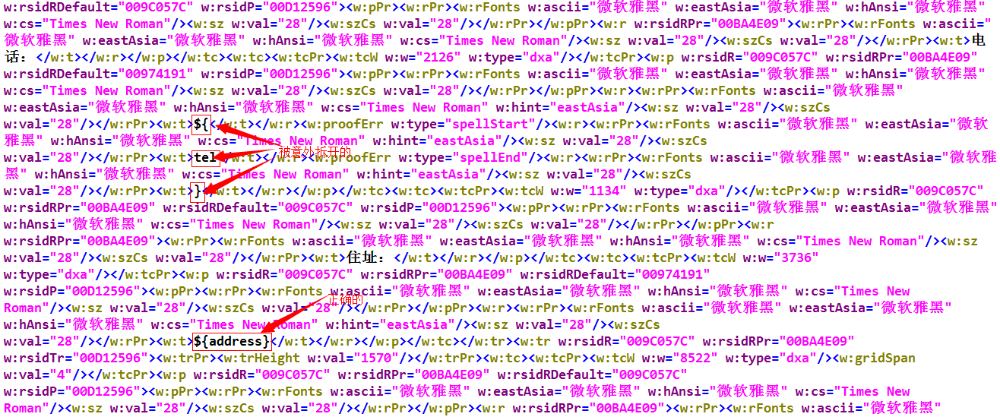 w:rsidRDefault="009C057C" w:rsidP="00D12596"><w:pPr><w:rPr><w:rFonts w:ascii="微软雅黑" w:eastAsia="微软雅黑" w:hAnsi="微软雅黑"
w:cs="Times New Roman"/><w:sz w:val="28"/><w:szCs w:val="28"/></w:rPr></w:pPr><w:r w:rsidRPr="00BA4E09"><w:rPr><w:rFonts w:ascii="
微软雅黑" w:eastAsia="微软雅黑" w:hAnsi="微软雅黑" w:cs="Times New Roman"/><w:sz w:val="28"/><w:szCs w:val="28"/></w:rPr><w:t>电
话：</w:t></w:r></w:p></w:tc><w:tc><w:tcPr><w:tcW w:w="2126" w:type="dxa"/></w:tcPr><w:p w:rsidR="009C057C" w:rsidRPr="00BA4E09"
w:rsidRDefault="00974191" w:rsidP="00D12596"><w:pPr><w:rPr><w:rFonts w:ascii="微软雅黑" w:eastAsia="微软雅黑" w:hAnsi="微软雅黑"
w:cs="Times New Roman"/><w:sz w:val="28"/><w:szCs w:val="28"/></w:rPr></w:pPr><w:r><w:rPr><w:rFonts w:ascii="微软雅黑"
w:eastAsia="微软雅黑" w:hAnsi="微软雅黑" w:cs="Times New Roman" w:hint="eastAsia"/><w:sz w:val="28"/><w:szCs
w:val="28"/></w:rPr><w:t>${</w:t></w:r><w:proofErr w:type="spellStart"/><w:r><w:rPr><w:rFonts w:ascii="微软雅黑" w:eastAsia="微软
雅黑" w:hAnsi="微软雅黑" w:cs="Times New Roman" w:hint="eastAsia"/><w:sz w:val="28"/><w:szCs
被意外拆开的
w:val="28"/></w:rPr><w:t>tel</w:t></w:r><w:proofErr w:type="spellEnd"/><w:r><w:rPr><w:rFonts w:ascii="微软雅黑" w:eastAsia="微软雅
黑" w:hAnsi="微软雅黑" w:cs="Times New Roman" w:hint="eastAsia"/><w:sz w:val="28"/><w:szCs
w:val="28"/></w:rPr><w:t>}</w:t></w:r></w:p></w:tc><w:tc><w:tcPr><w:tcW w:w="1134" w:type="dxa"/></w:tcPr><w:p w:rsidR="009C057C"
w:rsidRPr="00BA4E09" w:rsidRDefault="009C057C" w:rsidP="00D12596"><w:pPr><w:rPr><w:rFonts w:ascii="微软雅黑" w:eastAsia="微软雅黑"
w:hAnsi="微软雅黑" w:cs="Times New Roman"/><w:sz w:val="28"/><w:szCs w:val="28"/></w:rPr></w:pPr><w:r
w:rsidRPr="00BA4E09"><w:rPr><w:rFonts w:ascii="微软雅黑" w:eastAsia="微软雅黑" w:hAnsi="微软雅黑" w:cs="Times New Roman"/><w:sz
w:val="28"/><w:szCs w:val="28"/></w:rPr><w:t>住址：</w:t></w:r></w:p></w:tc><w:tc><w:tcPr><w:tcW w:w="3736"
w:type="dxa"/></w:tcPr><w:p w:rsidR="009C057C" w:rsidRPr="00BA4E09" w:rsidRDefault="00974191"
w:rsidP="00D12596"><w:pPr><w:rPr><w:rFonts w:ascii="微软雅黑" w:eastAsia="微软雅黑" w:hAnsi="微软雅黑" w:cs="Times New
正确的
Roman"/><w:sz w:val="28"/><w:szCs w:val="28"/></w:rPr></w:pPr><w:r><w:rPr><w:rFonts w:ascii="微软雅黑" w:eastAsia="微软雅黑"
w:hAnsi="微软雅黑" w:cs="Times New Roman" w:hint="eastAsia"/><w:sz w:val="28"/><w:szCs
w:val="28"/></w:rPr><w:t>${address}</w:t></w:r></w:p></w:tc></w:tr><w:tr w:rsidR="009C057C" w:rsidRPr="00BA4E09"
w:rsidTr="00D12596"><w:trPr><w:trHeight w:val="1570"/></w:trPr><w:tc><w:tcPr><w:tcW w:w="8522" w:type="dxa"/><w:gridSpan
w:val="4"/></w:tcPr><w:p w:rsidR="009C057C" w:rsidRPr="00BA4E09" w:rsidRDefault="009C057C"
w:rsidP="00D12596"><w:pPr><w:rPr><w:rFonts w:ascii="微软雅黑" w:eastAsia="微软雅黑" w:hAnsi="微软雅黑" w:cs="Times New
Roman"/><w:sz w:val="28"/><w:szCs w:val="28"/></w:rPr></w:pPr><w:r w:rsidRPr="00BA4E09"><w:rPr><w:rFonts w:ascii="微软雅黑"